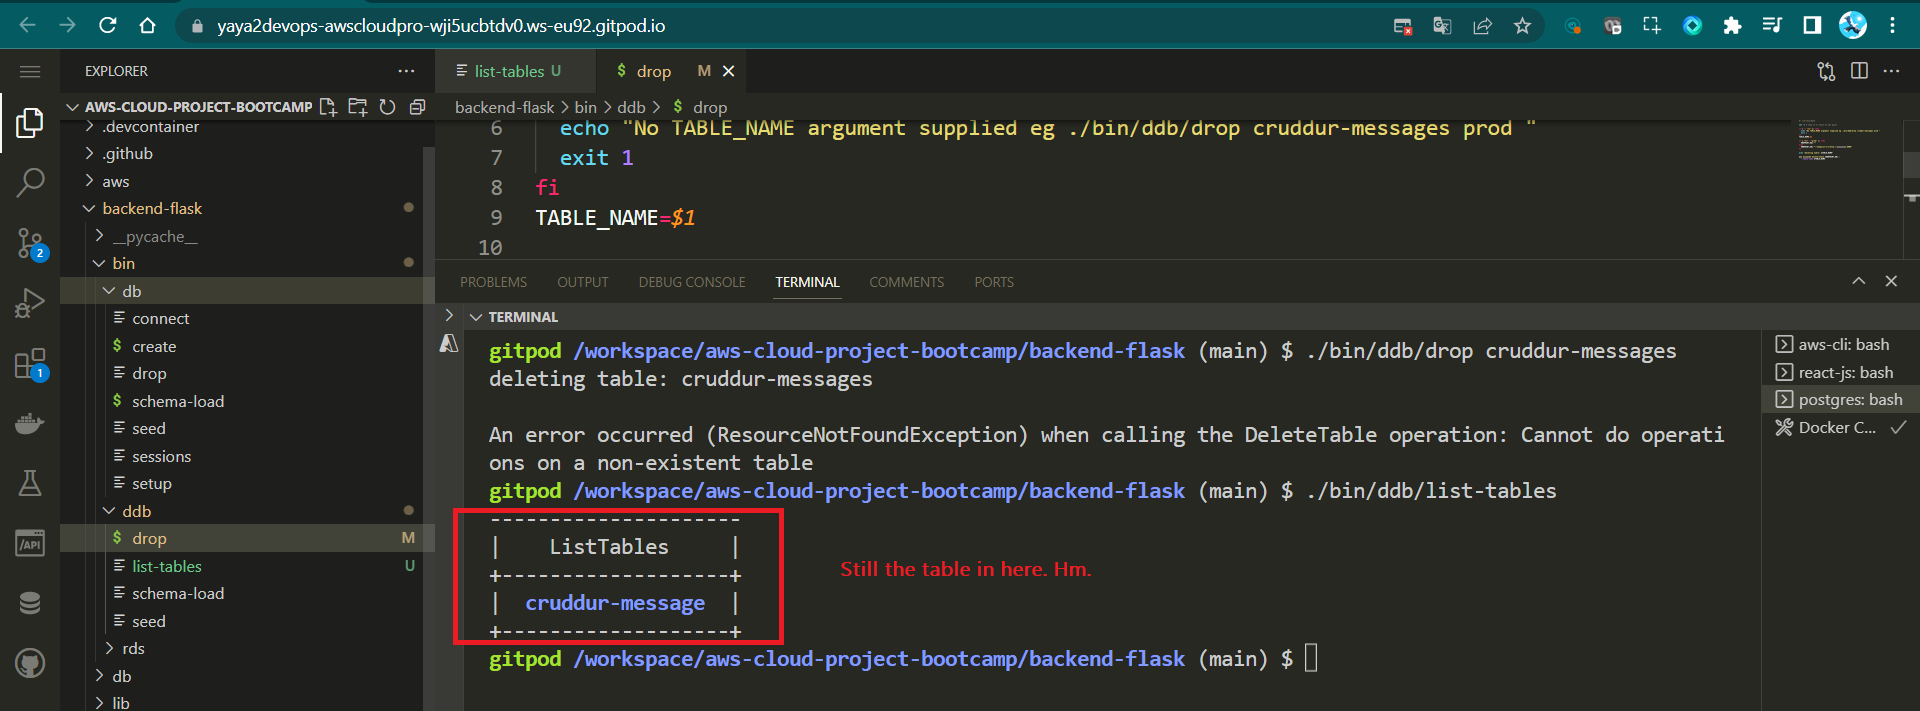 yaya2devops-awscloudpro-wji5ucbtdv0.ws-eu92.gitpod.io
EXPLORER
AWS-CLOUD-PROJECT-BOOTCAMP
.devcontainer
.github
aws
backend-flask
__pycache__
bin
db
connect
create
drop
schema-load
seed
sessions
setup
ddb
drop M
list-tables U
schema-load
seed
rds
db
lib
2
1
/API
list-tables U
$ drop M
backend-flask > bin > ddb > $ drop
6 echo "No TABLE_NAME argument supplied eg ./bin/ddb/drop cruddur-messages prod "
7 exit 1
8 fi
9 TABLE_NAME=$1
10
PROBLEMS OUTPUT DEBUG CONSOLE TERMINAL COMMENTS PORTS
TERMINAL
gitpod /workspace/aws-cloud-project-bootcamp/backend-flask (main) $ ./bin/ddb/drop cruddur-messages
deleting table: cruddur-messages
An error occurred (ResourceNotFoundException) when calling the DeleteTable operation: Cannot do operati
ons on a non-existent table
gitpod /workspace/aws-cloud-project-bootcamp/backend-flask (main) $ ./bin/ddb/list-tables
---------------------
|    ListTables     |
+-------------------+
|  cruddur-message  |
+-------------------+
Still the table in here. Hm.
gitpod /workspace/aws-cloud-project-bootcamp/backend-flask (main) $
aws-cli: bash
react-js: bash
postgres: bash
Docker C...